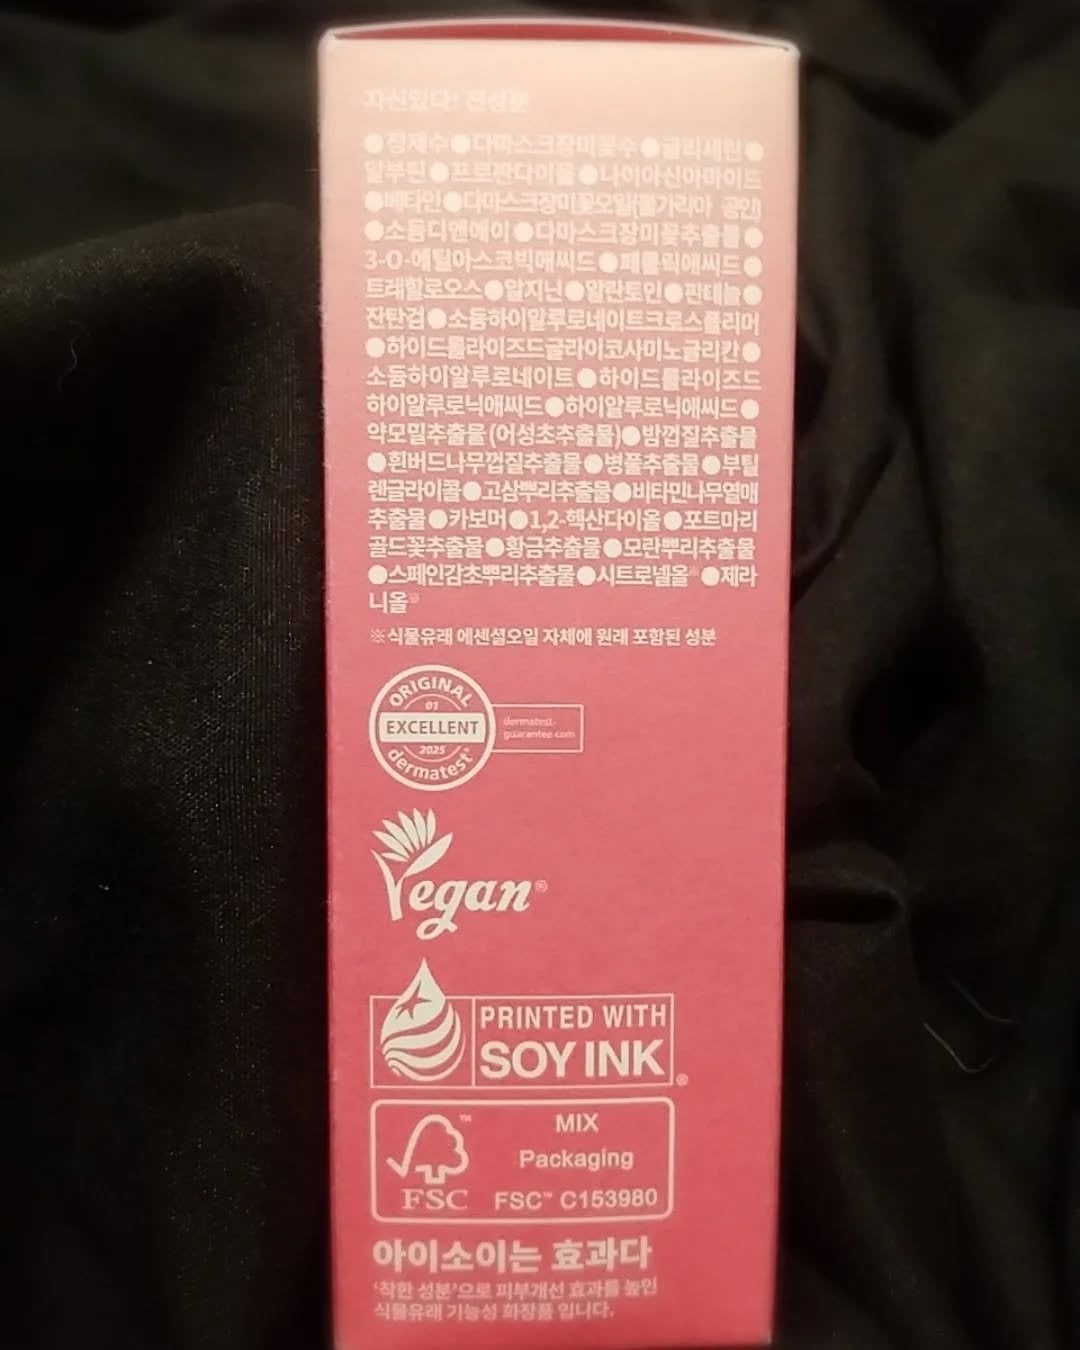 자신있다! 전성분
●정제수●다마스크장미꽃수●글리세린●
알부틴●프로판다이올●나이아신아마이드
●베타인●다마스크장미꽃오일(불가리아 공인)
●소듐디엔에이●다마스크장미꽃추출물●
3-O-에틸아스코빅애씨드●페룰릭애씨드●
트레할로오스●알지닌●알란토인●판테놀●
잔탄검●소듐하이알루로네이트크로스폴리머
●하이드롤라이즈드글라이코사미노글리칸●
소듐하이알루로네이트●하이드롤라이즈드
하이알루로닉애씨드●하이알루로닉애씨드●
약모밀추출물(어성초추출물)●밤껍질추출물
●흰버드나무껍질추출물●병풀추출물●부틸
렌글라이콜●고삼뿌리추출물●비타민나무열매
추출물●카보머●1,2-헥산다이올●포트마리
골드꽃추출물●황금추출물●모란뿌리추출물
●스페인감초뿌리추출물●시트로넬올※●제라
니올※
※식물유래 에센셜오일 자체에 원래 포함된 성분
ORIGINAL
01
EXCELLENT
2025
dermatest®
dermatest-
guarantee.com
Vegan®
PRINTED WITH
SOY INK®
FSC™
MIX
Packaging
FSC™ C153980
아이소이는 효과다
'착한 성분'으로 피부개선 효과를 높인
식물유래 기능성 화장품 입니다.